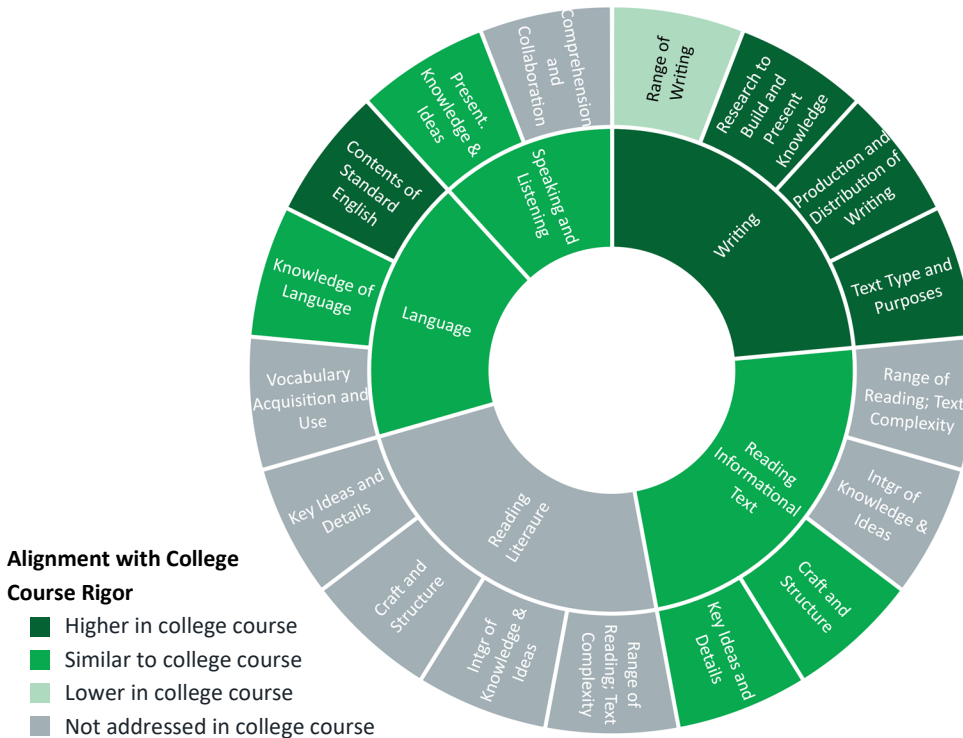 Comprehension
and
Collaboration
Range of
Writing
Research to
Build and
Present
Knowledge
Production and
Distribution of
Writing
Text Type and
Purposes
Range of
Reading; Text
Complexity
Intgr of
Knowledge &
Ideas
Craft and
Structure
Key Ideas and
Details
Range of
Reading; Text
Complexity
Intgr of
Knowledge &
Ideas
Craft and
Structure
Key Ideas and
Details
Vocabulary
Acquisition and
Use
Knowledge of
Language
Contents of
Standard
English
Present.
Knowledge &
Ideas
Speaking and
Listening
Writing
Reading
Informational
Text
Reading
Literaure
Language
Alignment with College
Course Rigor
Higher in college course
Similar to college course
Lower in college course
Not addressed in college course